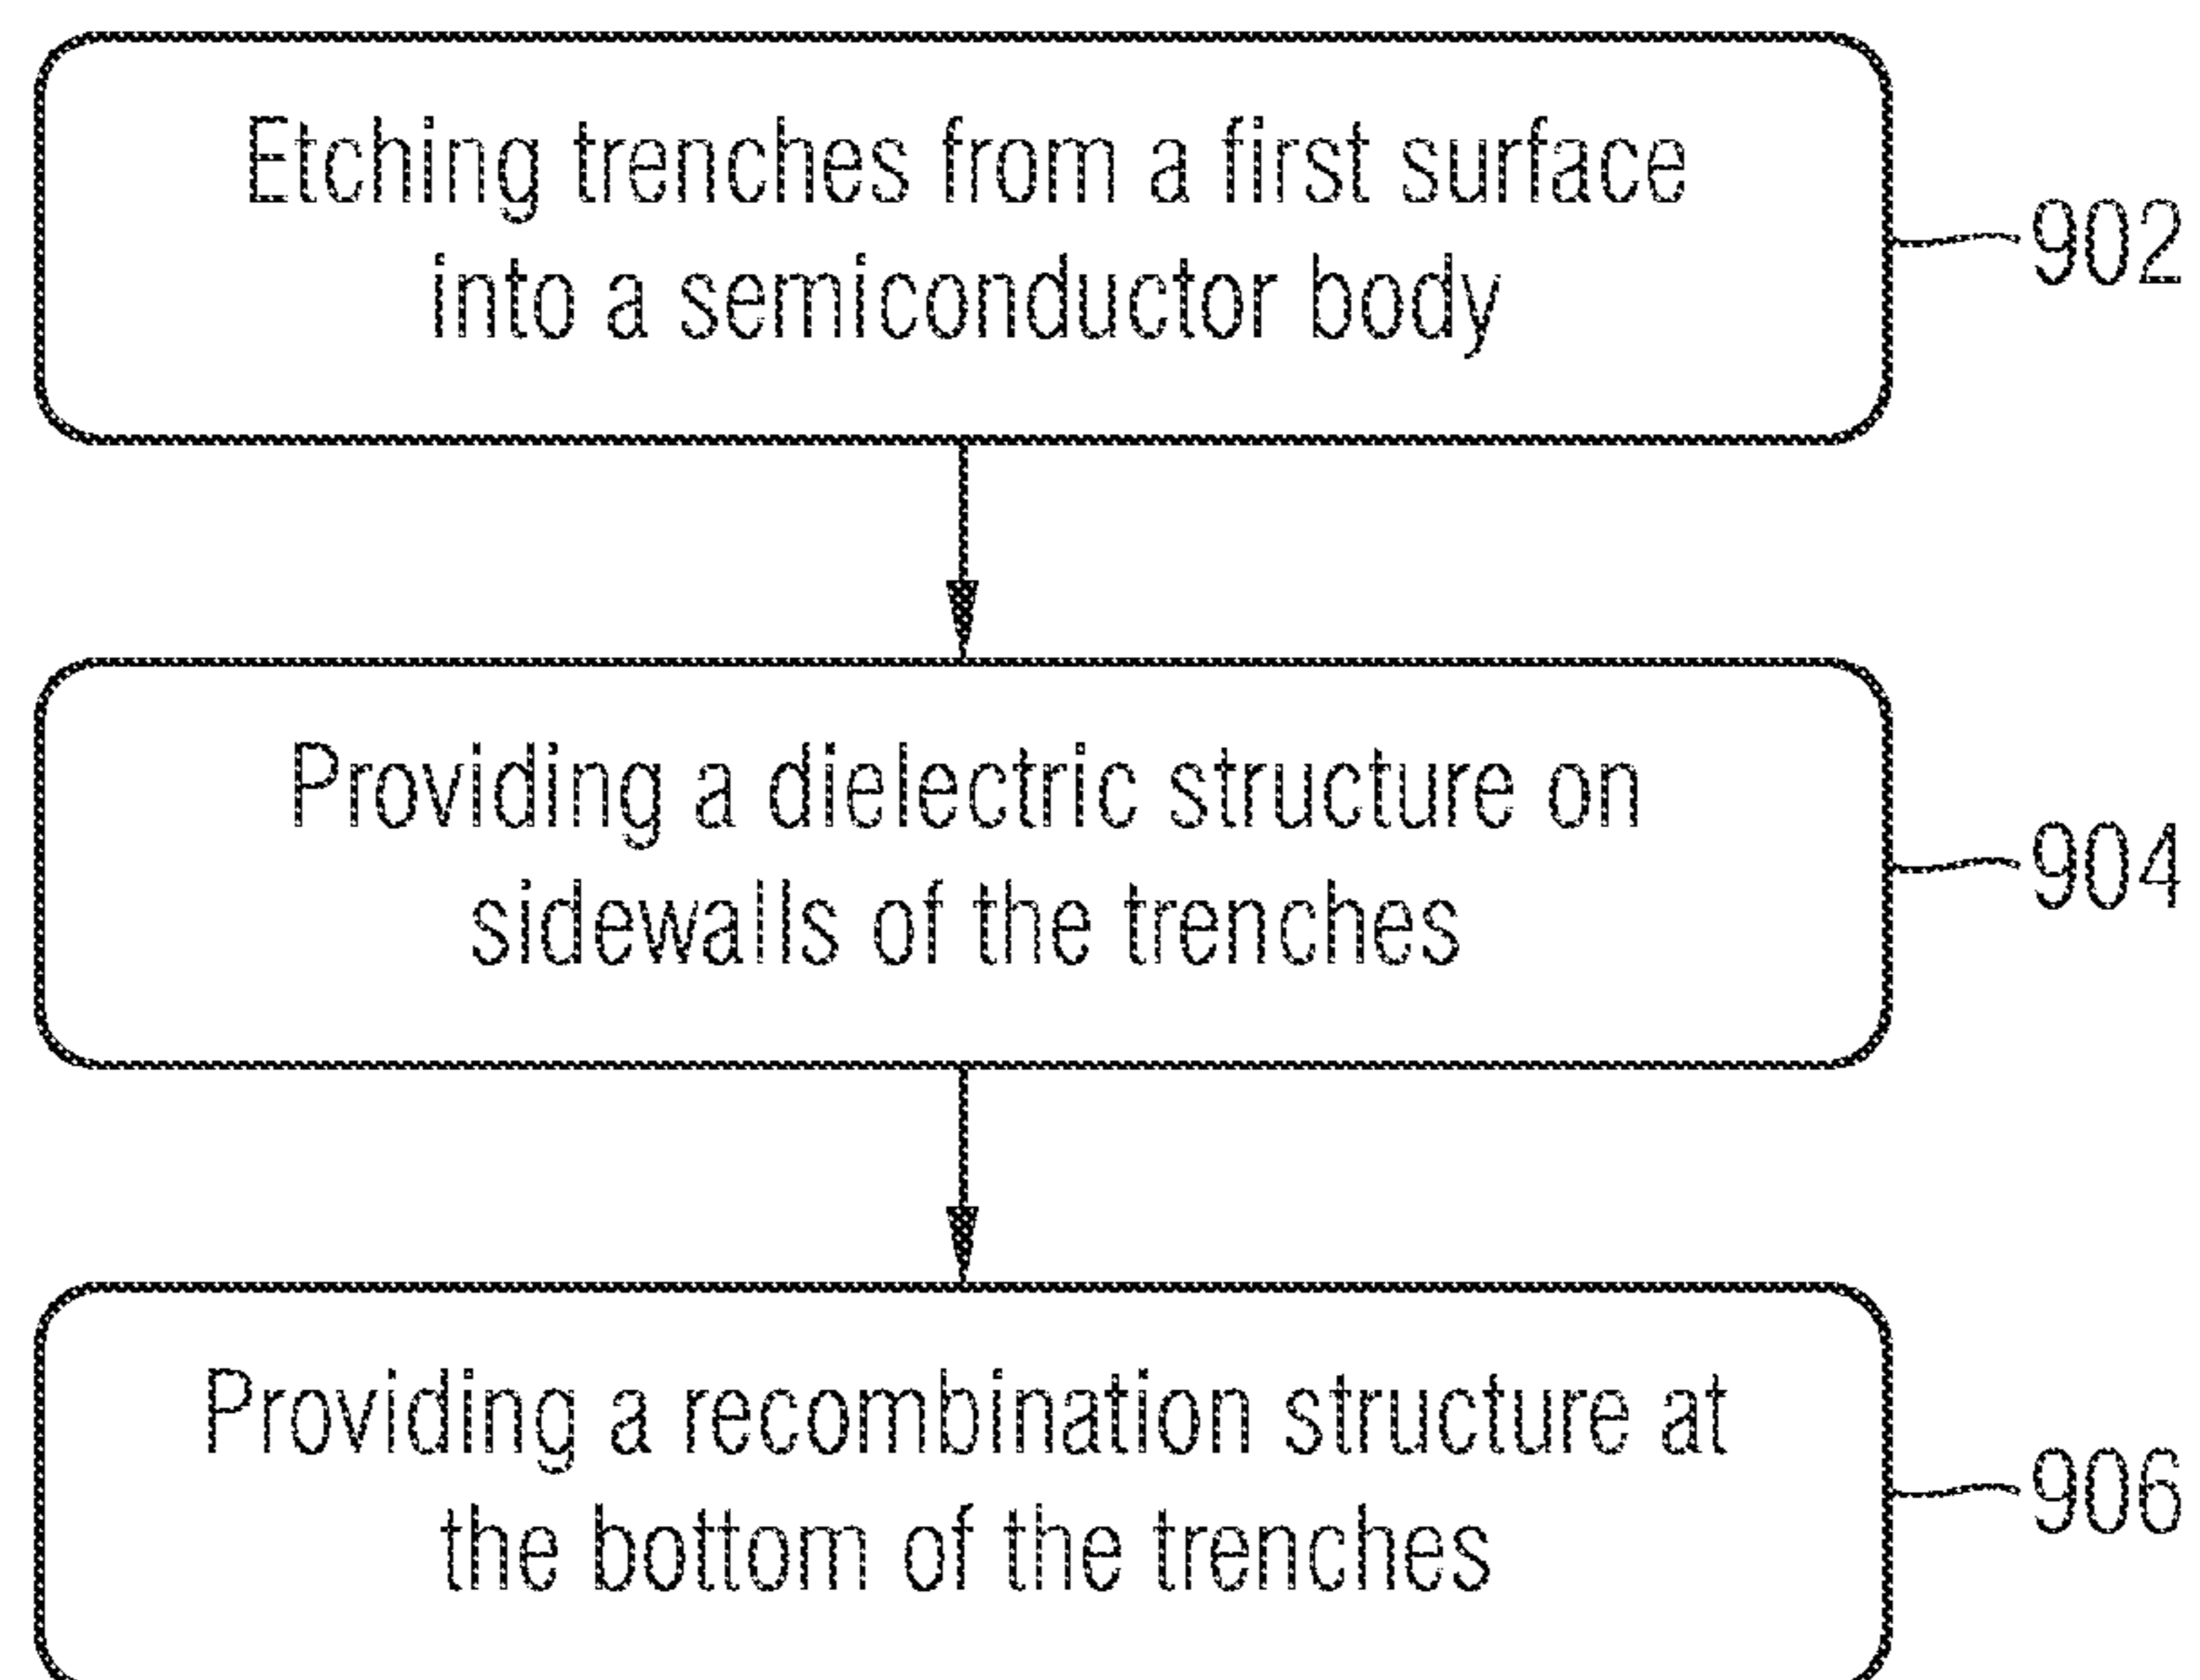 Etching trenches from a first surface
into a semiconductor body
902
Providing a dielectric structure on
sidewalls of the trenches
904
Providing a recombination structure at
the bottom of the trenches
906